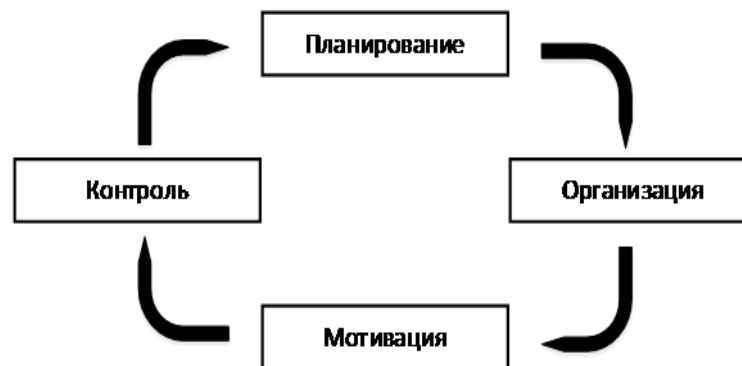 Планирование
Контроль
Организация
Мотивация